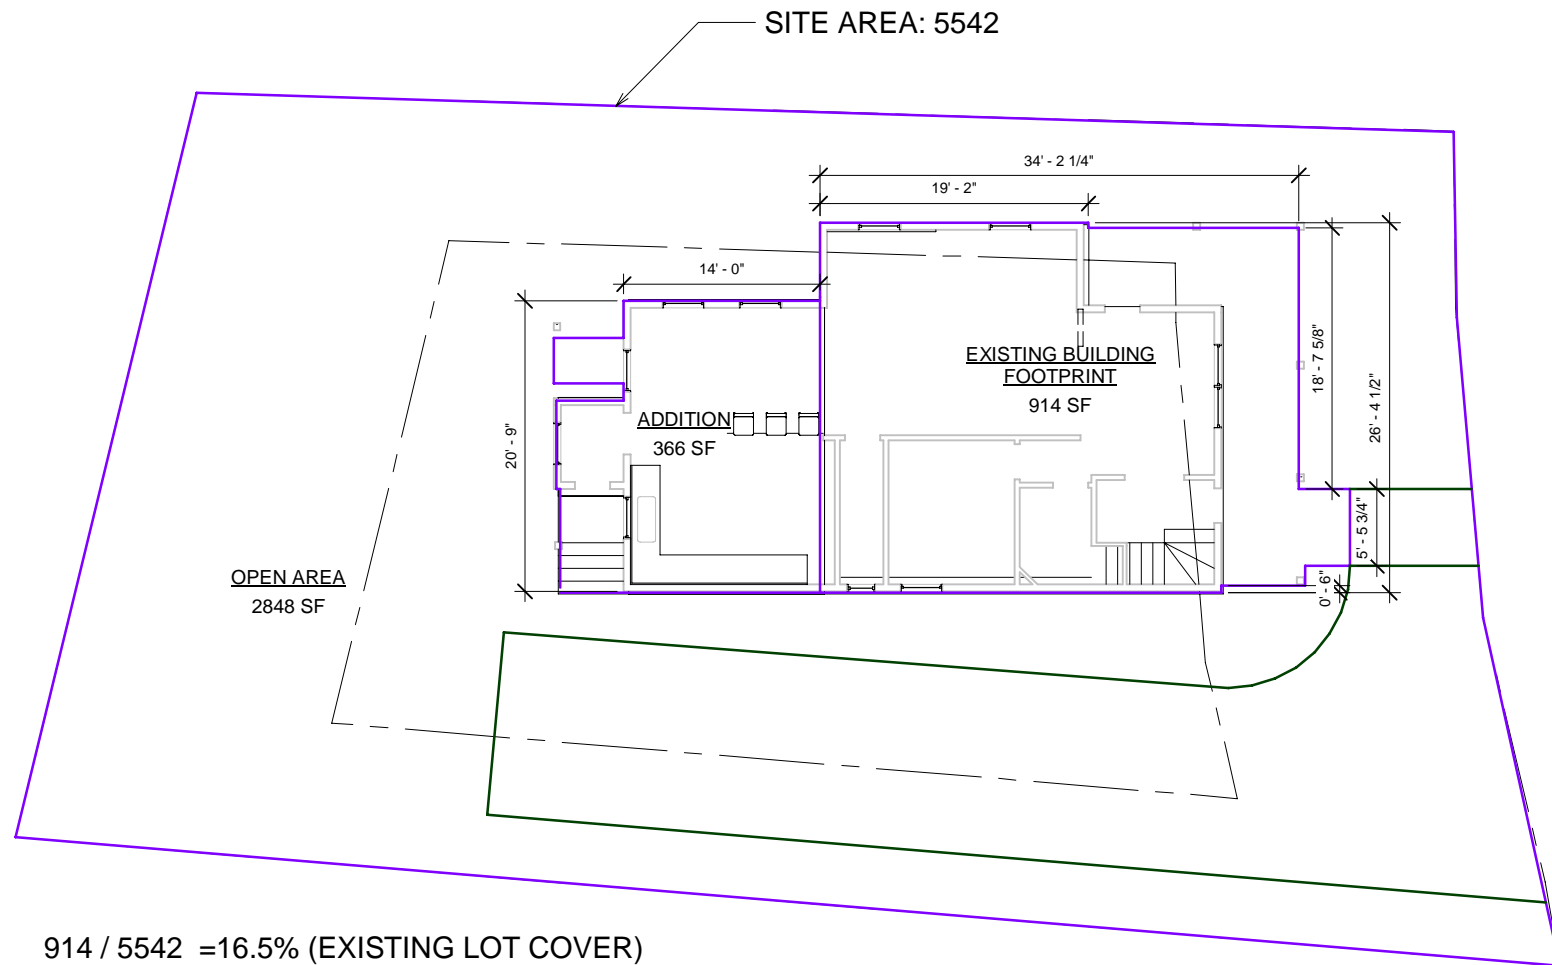 SITE AREA: 5542
34' - 2 1/4"
19' - 2"
14' - 0"
18' - 7 5/8"
26' - 4 1/2"
EXISTING BUILDING
FOOTPRINT
914 SF
ADDITION
366 SF
20' - 9"
5' - 5 3/4"
0' - 6"
OPEN AREA
2848 SF
914 / 5542 =16.5% (EXISTING LOT COVER)